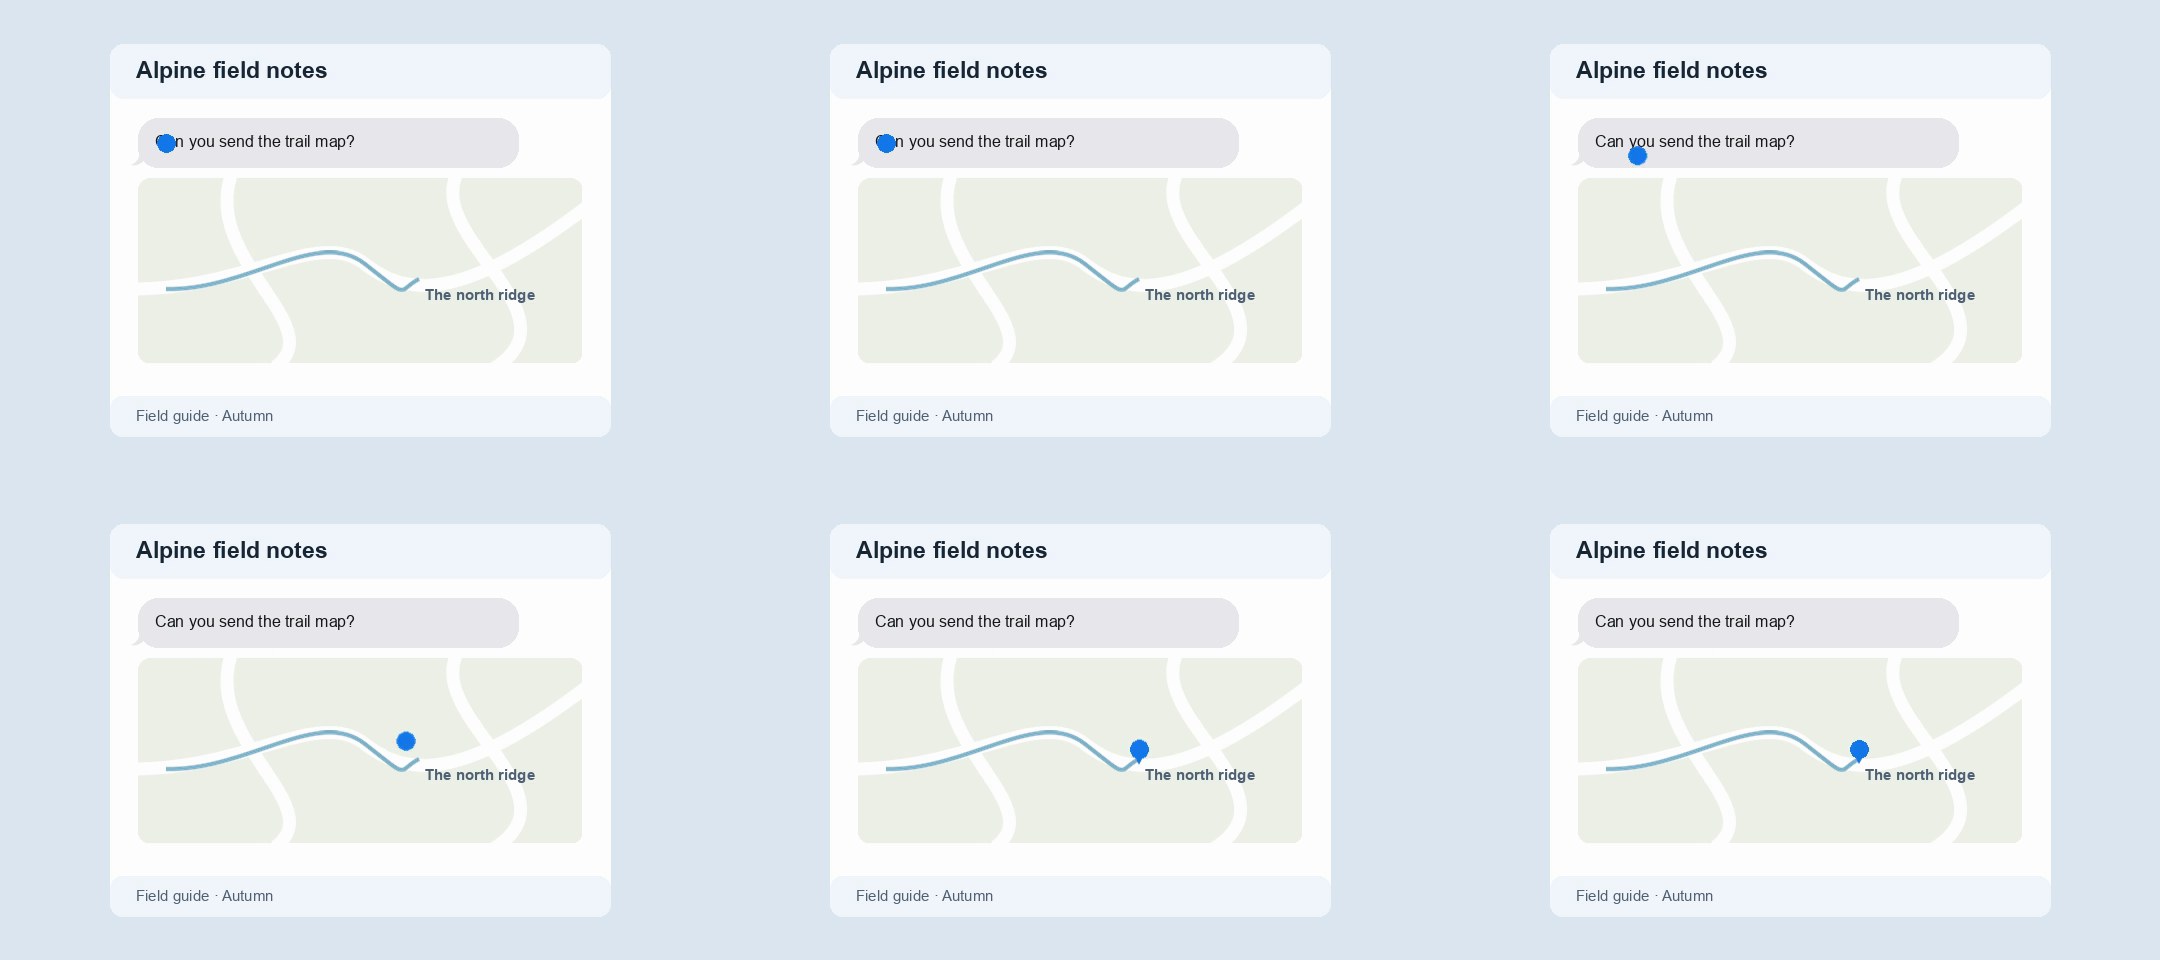 Alpine field notes
you send the trail map?
The north ridge
Field guide · Autumn
Alpine field notes
you send the trail map?
The north ridge
Field guide · Autumn
Alpine field notes
Can you send the trail map?
The north ridge
Field guide · Autumn
Alpine field notes
Can you send the trail map?
The north ridge
Field guide · Autumn
Alpine field notes
Can you send the trail map?
The north ridge
Field guide · Autumn
Alpine field notes
Can you send the trail map?
The north ridge
Field guide · Autumn